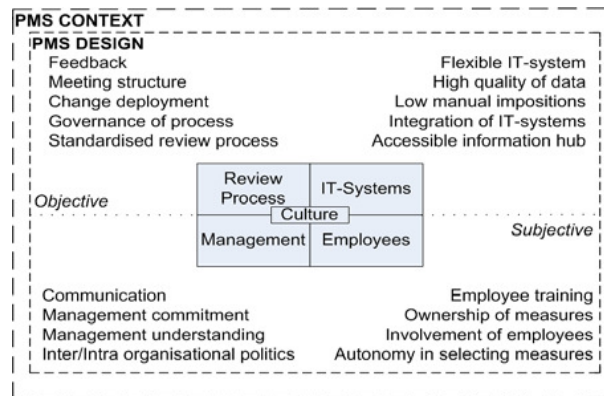 PMS CONTEXT
PMS DESIGN
Feedback
Meeting structure
Change deployment
Governance of process
Standardised review process
Flexible IT-system
High quality of data
Low manual impositions
Integration of IT-systems
Accessible information hub
Review
Process
IT-Systems
Objective
Culture
Subjective
Management
Employees
Communication
Management commitment
Management understanding
Inter/Intra organisational politics
Employee training
Ownership of measures
Involvement of employees
Autonomy in selecting measures